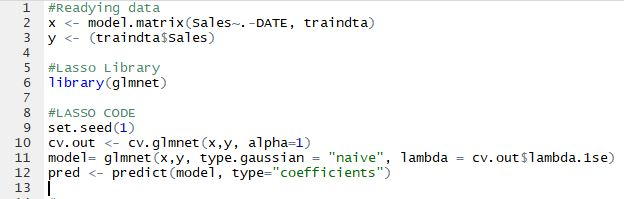 1 #Readying data
2 x <- model.matrix(Sales~.-DATE, traindta)
3 y <- (traindta$Sales)
4
5 #Lasso Library
6 library(glmnet)
7
8 #LASSO CODE
9 set.seed(1)
10 cv.out <- cv.glmnet(x,y, alpha=1)
11 model= glmnet(x,y, type.gaussian = "naive", lambda = cv.out$lambda.1se)
12 pred <- predict(model, type="coefficients")
13